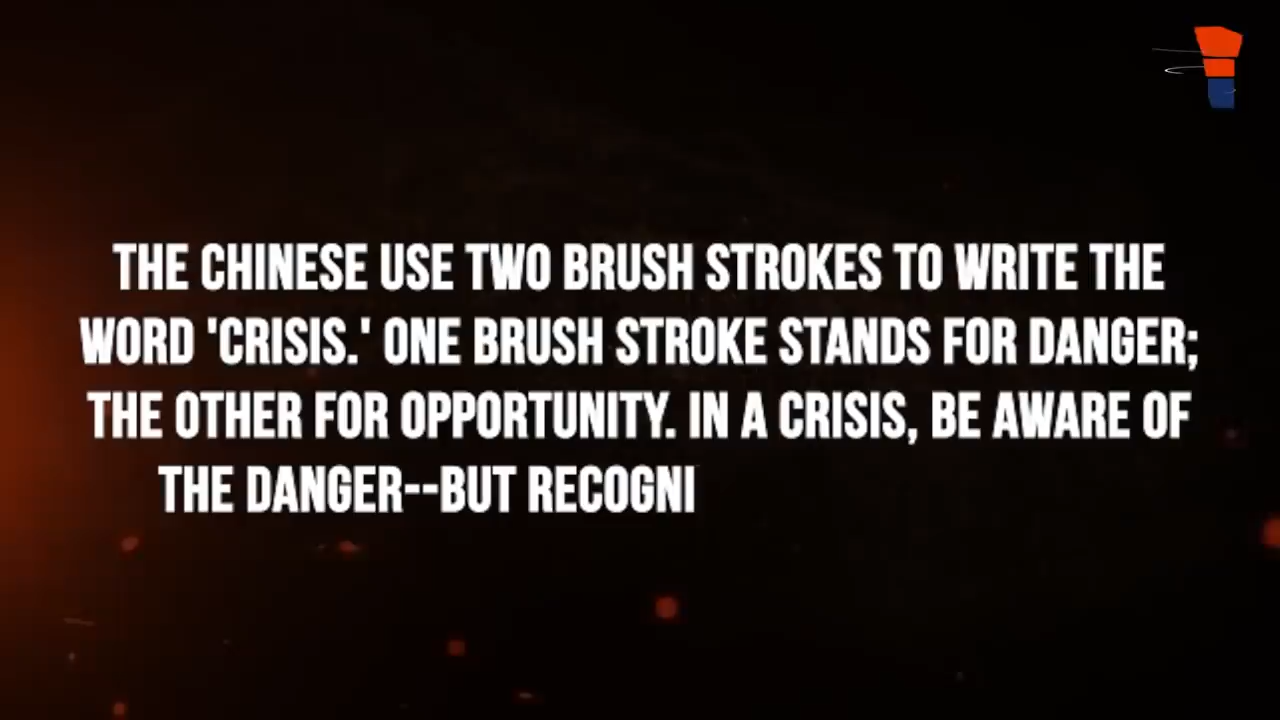 THE CHINESE USE TWO BRUSH STROKES TO WRITE THE
WORD 'CRISIS.' ONE BRUSH STROKE STANDS FOR DANGER;
THE OTHER FOR OPPORTUNITY. IN A CRISIS, BE AWARE OF
THE DANGER--BUT RECOGNI